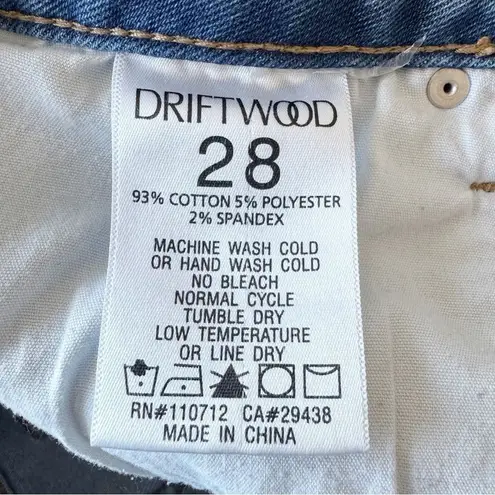 DRIFTWOOD
28
93% COTTON 5% POLYESTER
2% SPANDEX
MACHINE WASH COLD
OR HAND WASH COLD
NO BLEACH
NORMAL CYCLE
TUMBLE DRY
LOW TEMPERATURE
OR LINE DRY
RN#110712 CA#29438
MADE IN CHINA